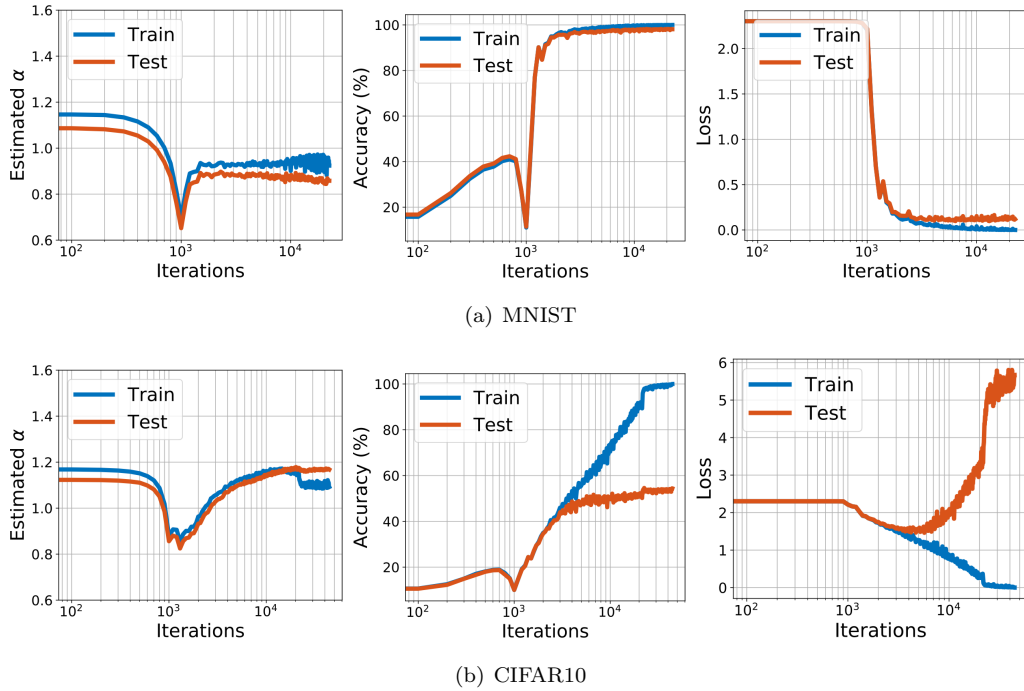 Estimated α
1.6
1.4
1.2
1.0
0.8
0.6
Train
Test
10²
10³
10⁴
Iterations
Accuracy (%)
100
80
60
40
20
Train
Test
10²
10³
10⁴
Iterations
Loss
2.0
1.5
1.0
0.5
0.0
Train
Test
10²
10³
10⁴
Iterations
(a) MNIST
Estimated α
1.6
1.4
1.2
1.0
0.8
0.6
Train
Test
10²
10³
10⁴
Iterations
Accuracy (%)
100
80
60
40
20
Train
Test
10²
10³
10⁴
Iterations
Loss
6
5
4
3
2
1
0
Train
Test
10²
10³
10⁴
Iterations
(b) CIFAR10